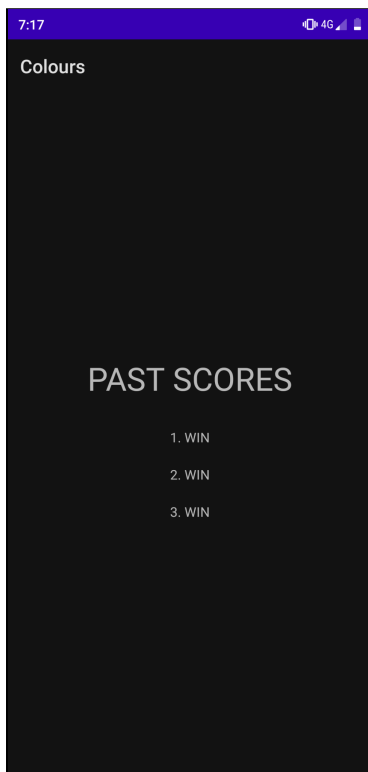 7:17 4G
Colours
PAST SCORES
1. WIN
2. WIN
3. WIN